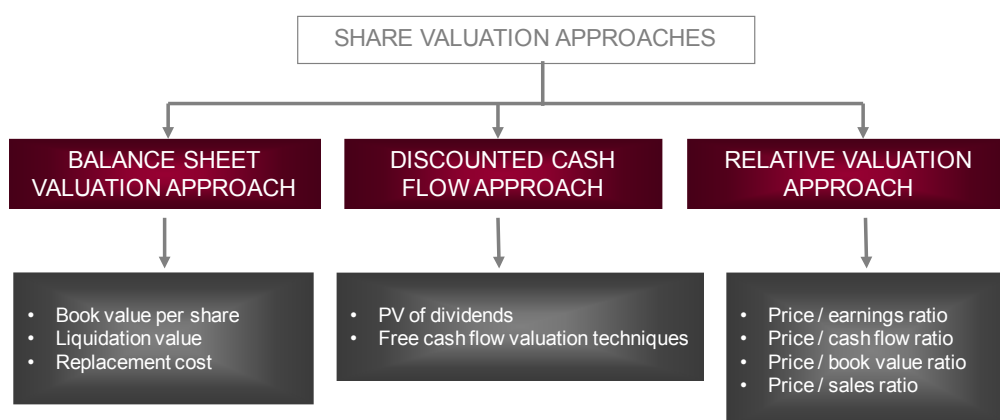 SHARE VALUATION APPROACHES
BALANCE SHEET
VALUATION APPROACH
DISCOUNTED CASH
FLOW APPROACH
RELATIVE VALUATION
APPROACH
• Book value per share
• Liquidation value
• Replacement cost
• PV of dividends
• Free cash flow valuation techniques
• Price / earnings ratio
• Price / cash flow ratio
• Price / book value ratio
• Price / sales ratio